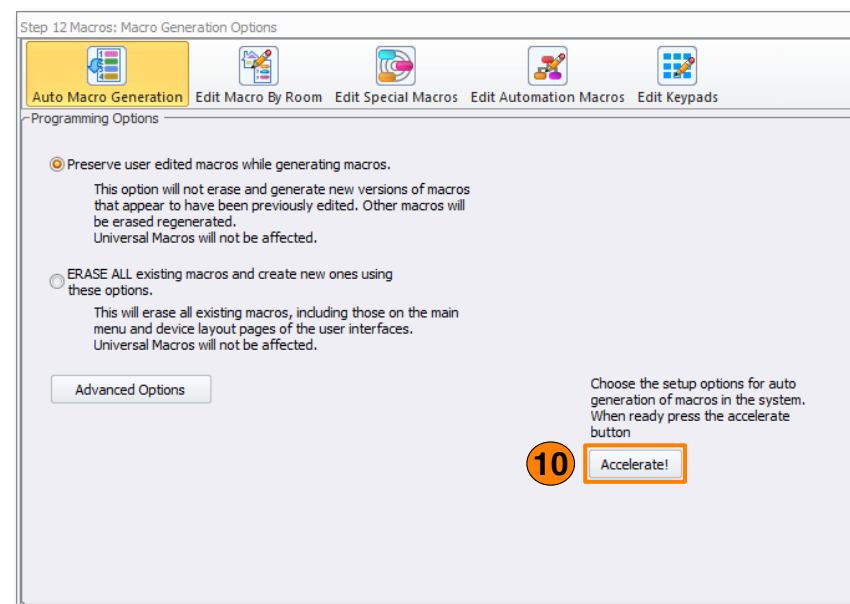 Step 12 Macros: Macro Generation Options
Auto Macro Generation Edit Macro By Room Edit Special Macros Edit Automation Macros Edit Keypads
Programming Options
Preserve user edited macros while generating macros.
This option will not erase and generate new versions of macros
that appear to have been previously edited. Other macros will
be erased regenerated.
Universal Macros will not be affected.
ERASE ALL existing macros and create new ones using
these options.
This will erase all existing macros, including those on the main
menu and device layout pages of the user interfaces.
Universal Macros will not be affected.
Advanced Options
Choose the setup options for auto
generation of macros in the system.
When ready press the accelerate
button
10 Accelerate!